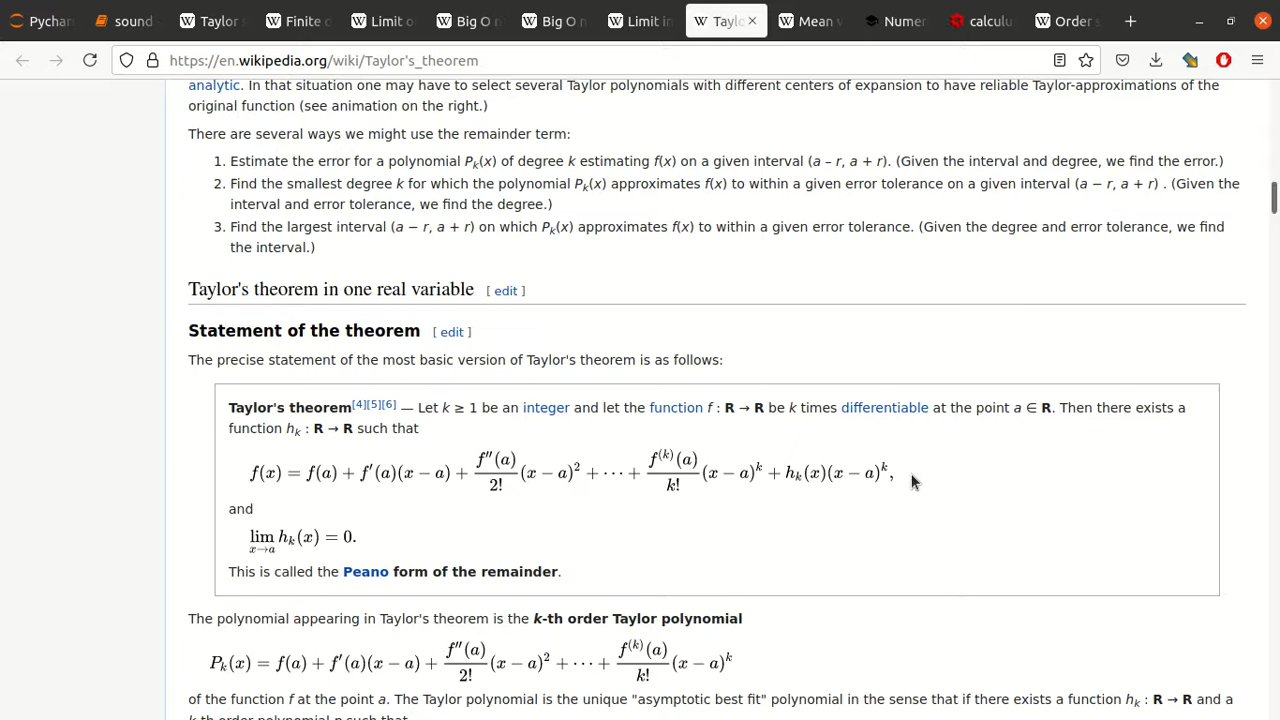 Pychar sound Taylor Finite Limit o Big O n Big O n Limit in Taylo Mean v Numer calculu Order
https://en.wikipedia.org/wiki/Taylor's_theorem
analytic. In that situation one may have to select several Taylor polynomials with different centers of expansion to have reliable Taylor-approximations of the
original function (see animation on the right.)
There are several ways we might use the remainder term:
1. Estimate the error for a polynomial Pₖ(x) of degree k estimating f(x) on a given interval (a – r, a + r). (Given the interval and degree, we find the error.)
2. Find the smallest degree k for which the polynomial Pₖ(x) approximates f(x) to within a given error tolerance on a given interval (a − r, a + r) . (Given the
interval and error tolerance, we find the degree.)
3. Find the largest interval (a − r, a + r) on which Pₖ(x) approximates f(x) to within a given error tolerance. (Given the degree and error tolerance, we find
the interval.)
Taylor's theorem in one real variable [ edit ]
Statement of the theorem [ edit ]
The precise statement of the most basic version of Taylor's theorem is as follows:
Taylor's theorem[4][5][6] — Let k ≥ 1 be an integer and let the function f : R → R be k times differentiable at the point a ∈ R. Then there exists a
function hₖ : R → R such that
f(x) = f(a) + f′(a)(x − a) + f″(a)/2! (x − a)² + ⋯ + f⁽ᵏ⁾(a)/k! (x − a)ᵏ + hₖ(x)(x − a)ᵏ,
and
lim x→a hₖ(x) = 0.
This is called the Peano form of the remainder.
The polynomial appearing in Taylor's theorem is the k-th order Taylor polynomial
Pₖ(x) = f(a) + f′(a)(x − a) + f″(a)/2! (x − a)² + ⋯ + f⁽ᵏ⁾(a)/k! (x − a)ᵏ
of the function f at the point a. The Taylor polynomial is the unique "asymptotic best fit" polynomial in the sense that if there exists a function hₖ : R → R and a
k-th order polynomial p such that